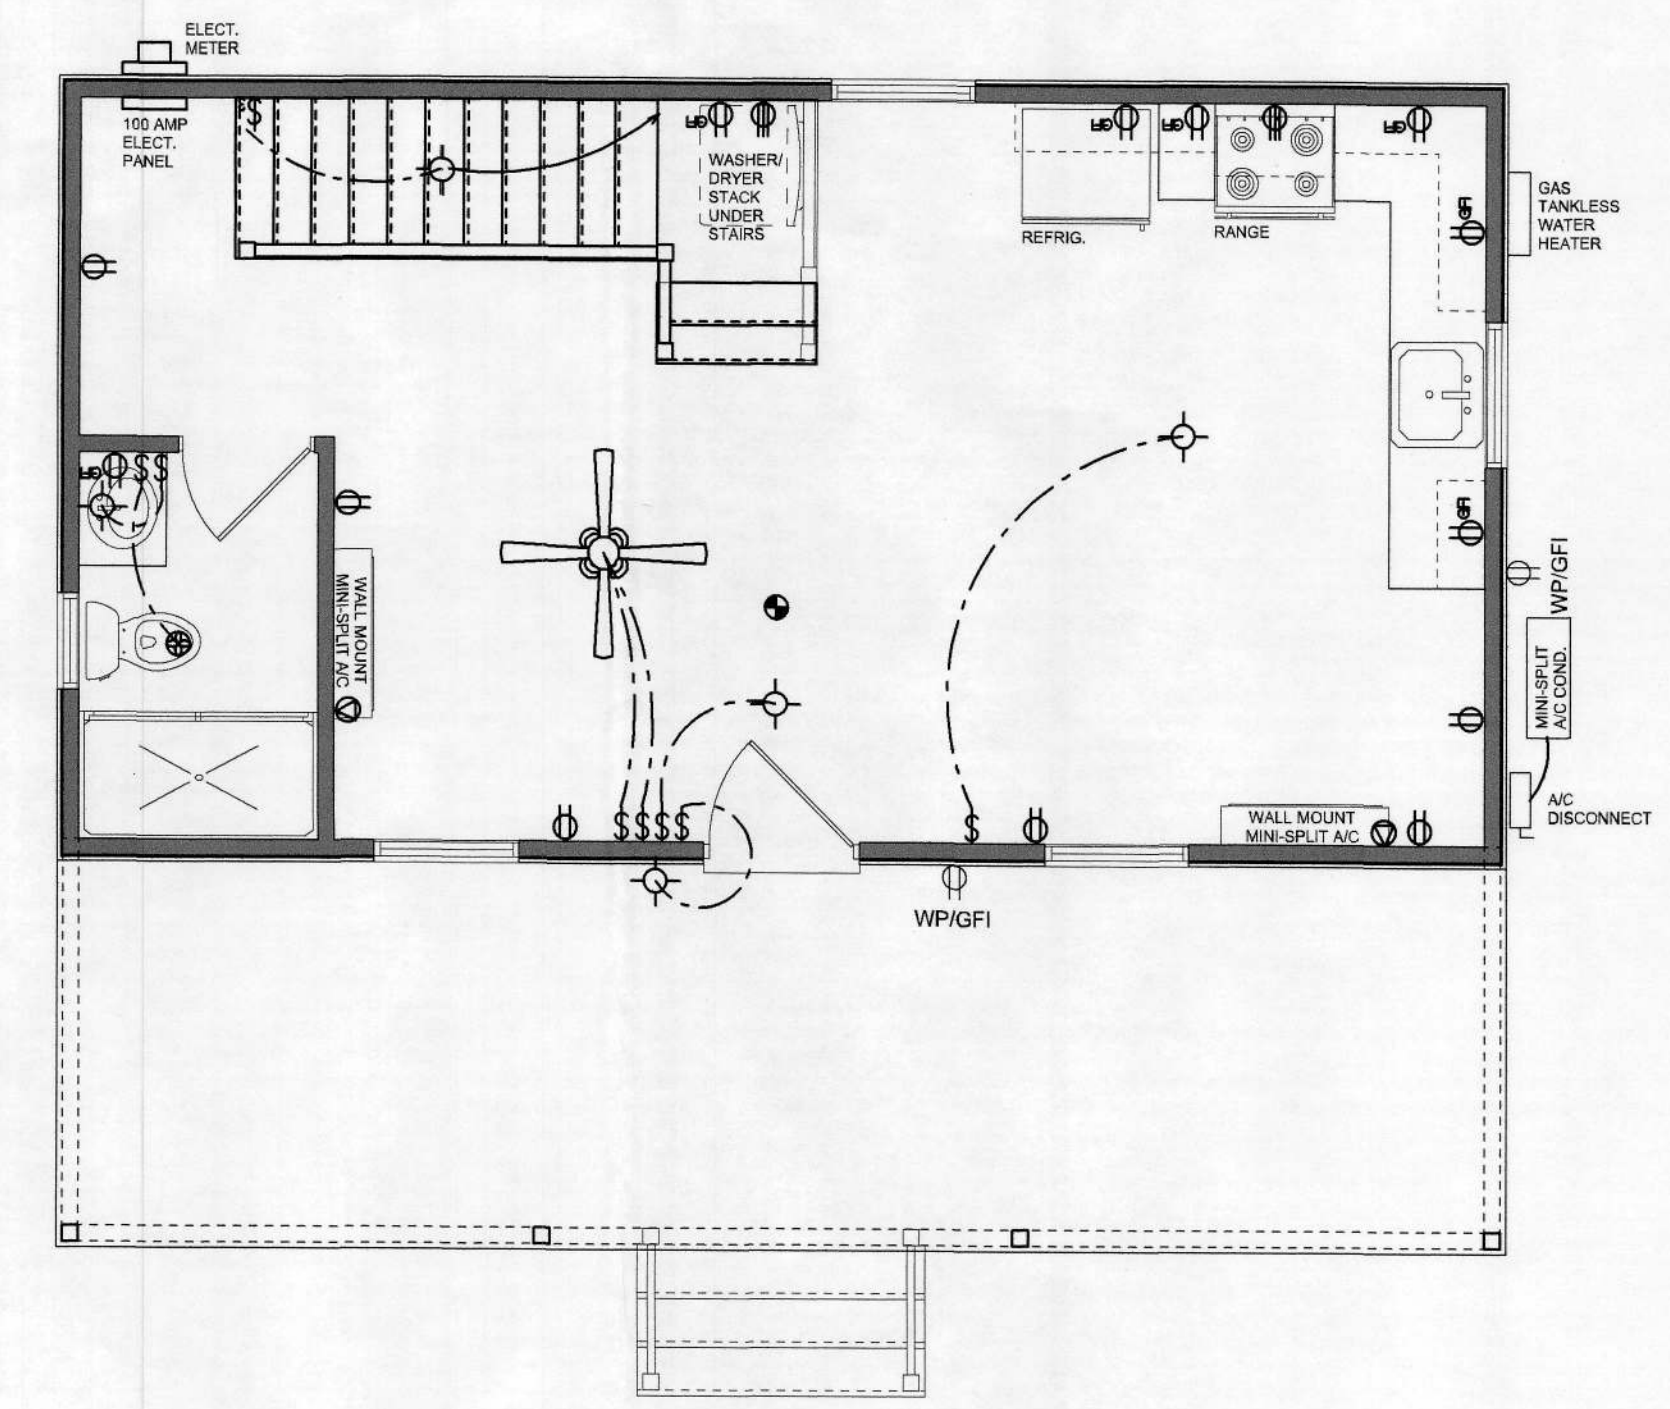 ELECT.
METER
100 AMP
ELECT.
PANEL
$
GFI
WASHER/
DRYER
STACK
UNDER
STAIRS
GFI
GFI
GFI
REFRIG.
RANGE
GFI
GAS
TANKLESS
WATER
HEATER
GFI
$ $
GFI
WALL MOUNT
MINI-SPLIT A/C
WP/GFI
MINI-SPLIT
A/C COND.
A/C
DISCONNECT
$ $ $ $
$
WALL MOUNT
MINI-SPLIT A/C
WP/GFI